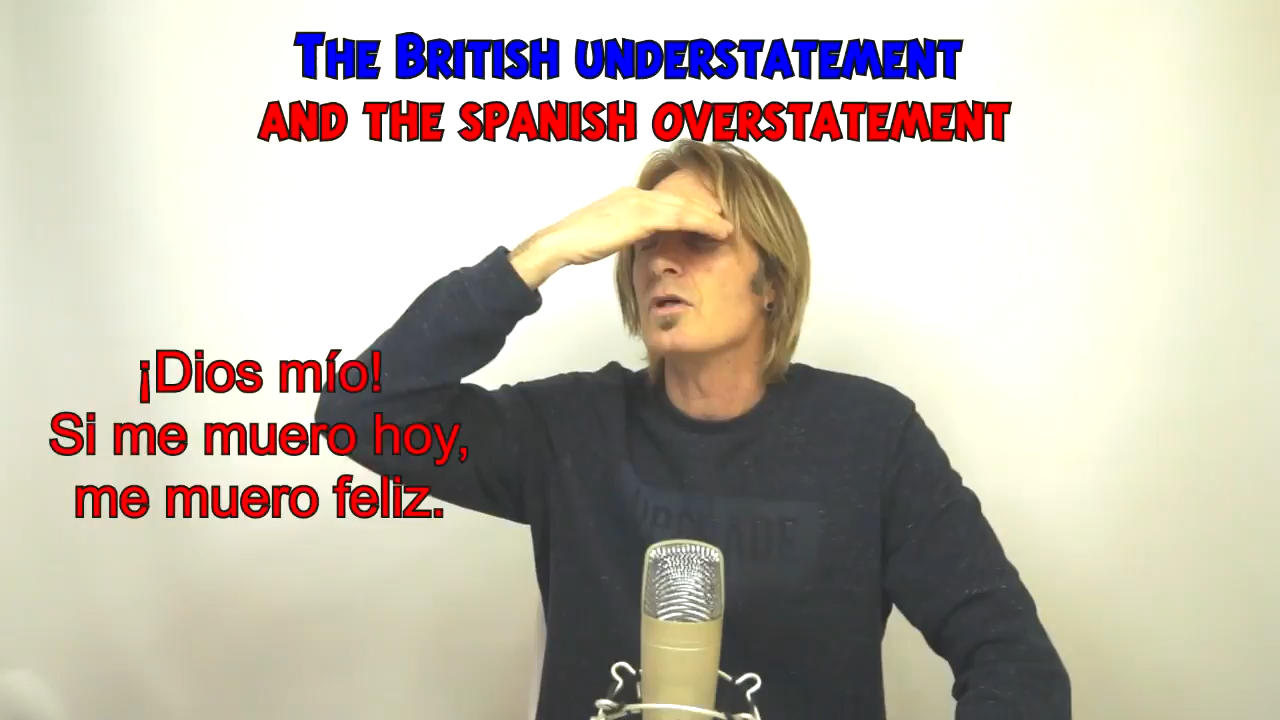 The British understatement
and the spanish overstatement
¡Dios mío!
Si me muero hoy,
me muero feliz.